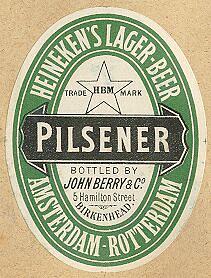 HEINEKEN'S LAGER-BEER
TRADE HBM MARK
PILSENER
BOTTLED BY
JOHN BERRY & Co.
5 Hamilton Street
BIRKENHEAD.
AMSTERDAM-ROTTERDAM